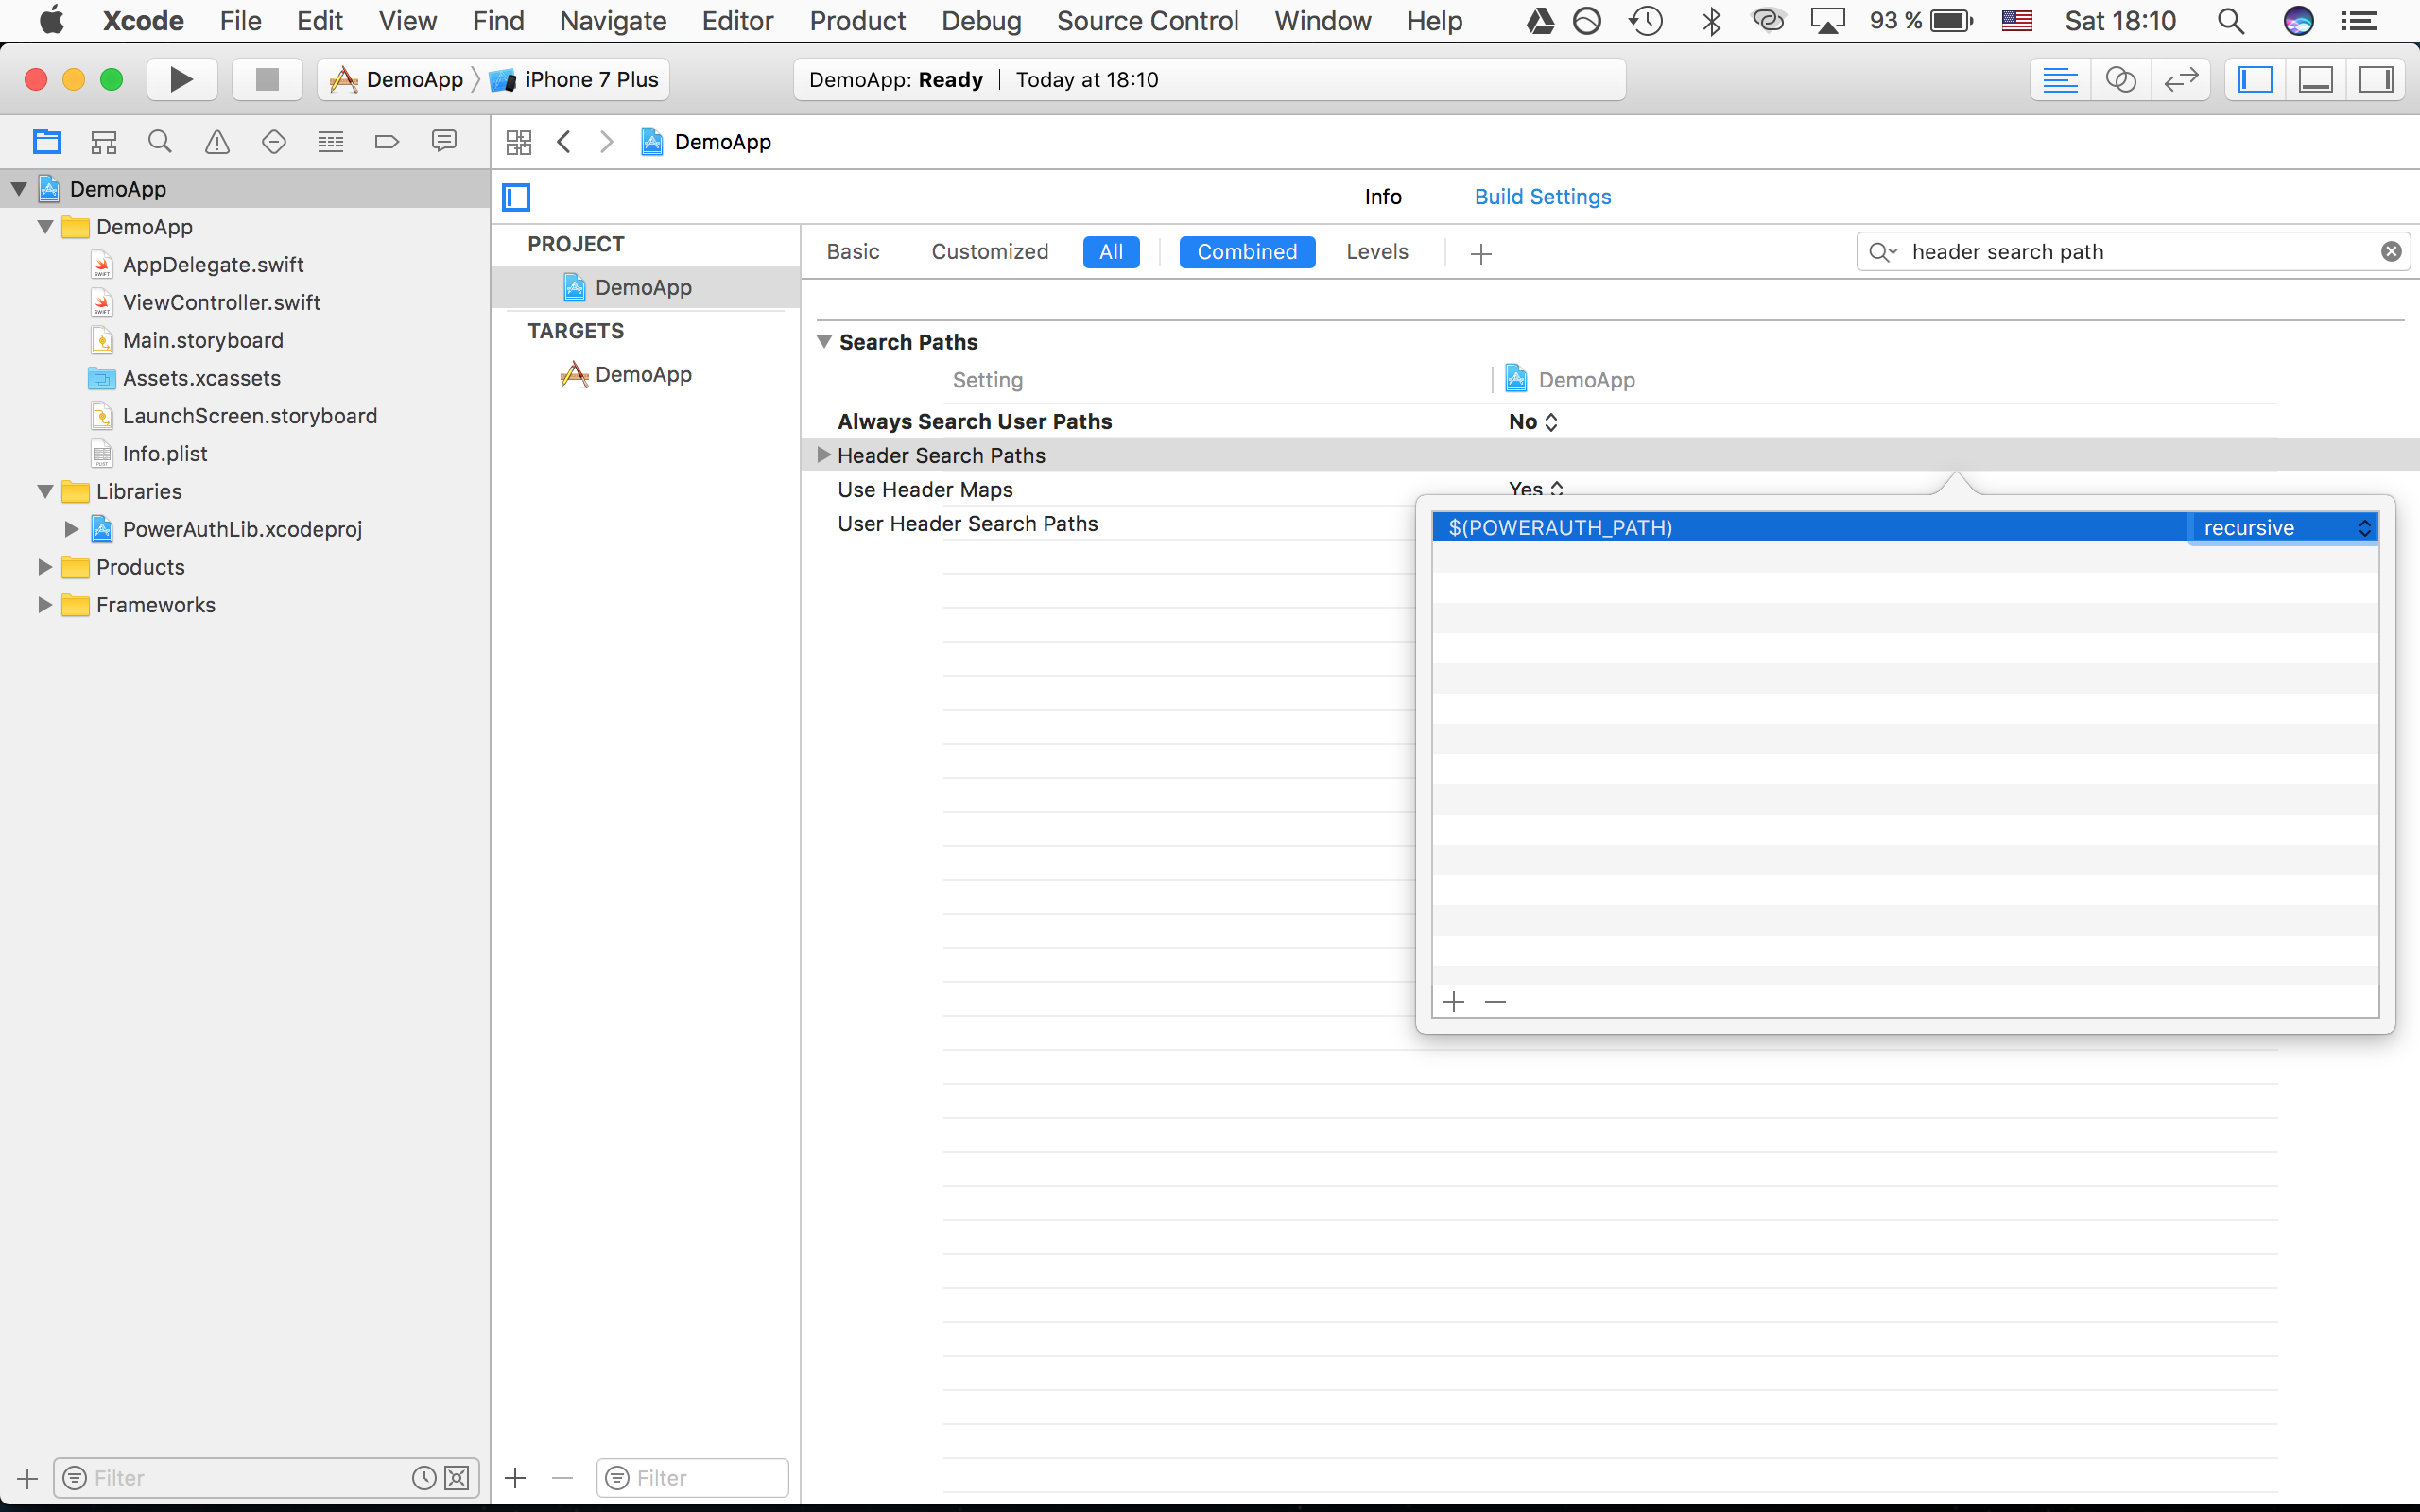 Xcode File Edit View Find Navigate Editor Product Debug Source Control Window Help 93 % Sat 18:10
DemoApp iPhone 7 Plus DemoApp: Ready | Today at 18:10
DemoApp
DemoApp
DemoApp
AppDelegate.swift
ViewController.swift
Main.storyboard
Assets.xcassets
LaunchScreen.storyboard
Info.plist
Libraries
PowerAuthLib.xcodeproj
Products
Frameworks
Filter
Info Build Settings
PROJECT
DemoApp
TARGETS
DemoApp
Filter
Basic Customized All Combined Levels header search path
Search Paths
Setting DemoApp
Always Search User Paths No
Header Search Paths
Use Header Maps Yes
User Header Search Paths
$(POWERAUTH_PATH) recursive